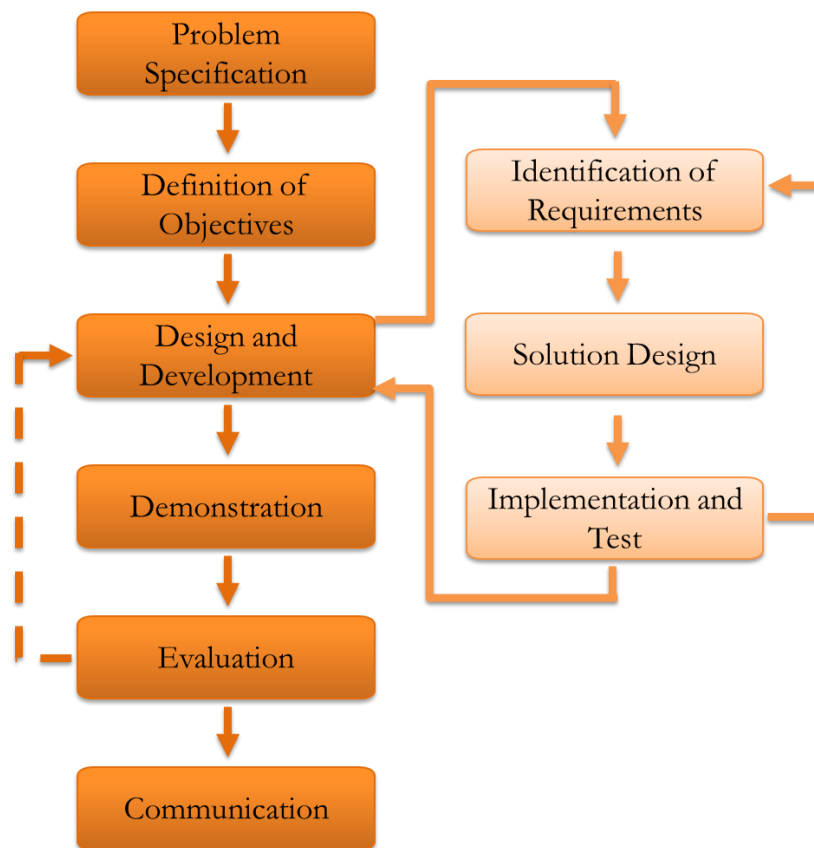 Problem
Specification
Definition of
Objectives
Design and
Development
Demonstration
Evaluation
Communication
Identification of
Requirements
Solution Design
Implementation and
Test